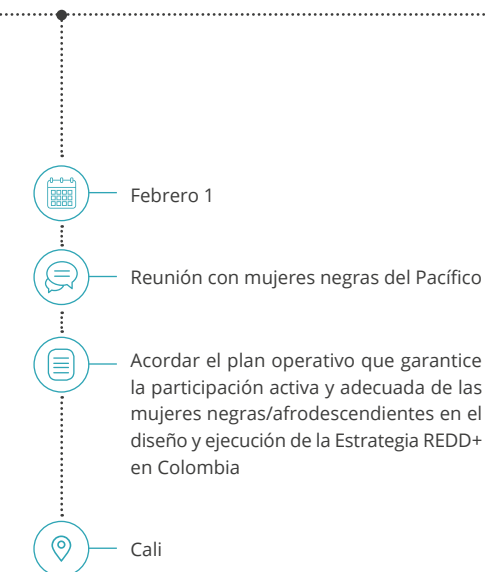 Febrero 1
Reunión con mujeres negras del Pacífico
Acordar el plan operativo que garantice
la participación activa y adecuada de las
mujeres negras/afrodescendientes en el
diseño y ejecución de la Estrategia REDD+
en Colombia
Cali